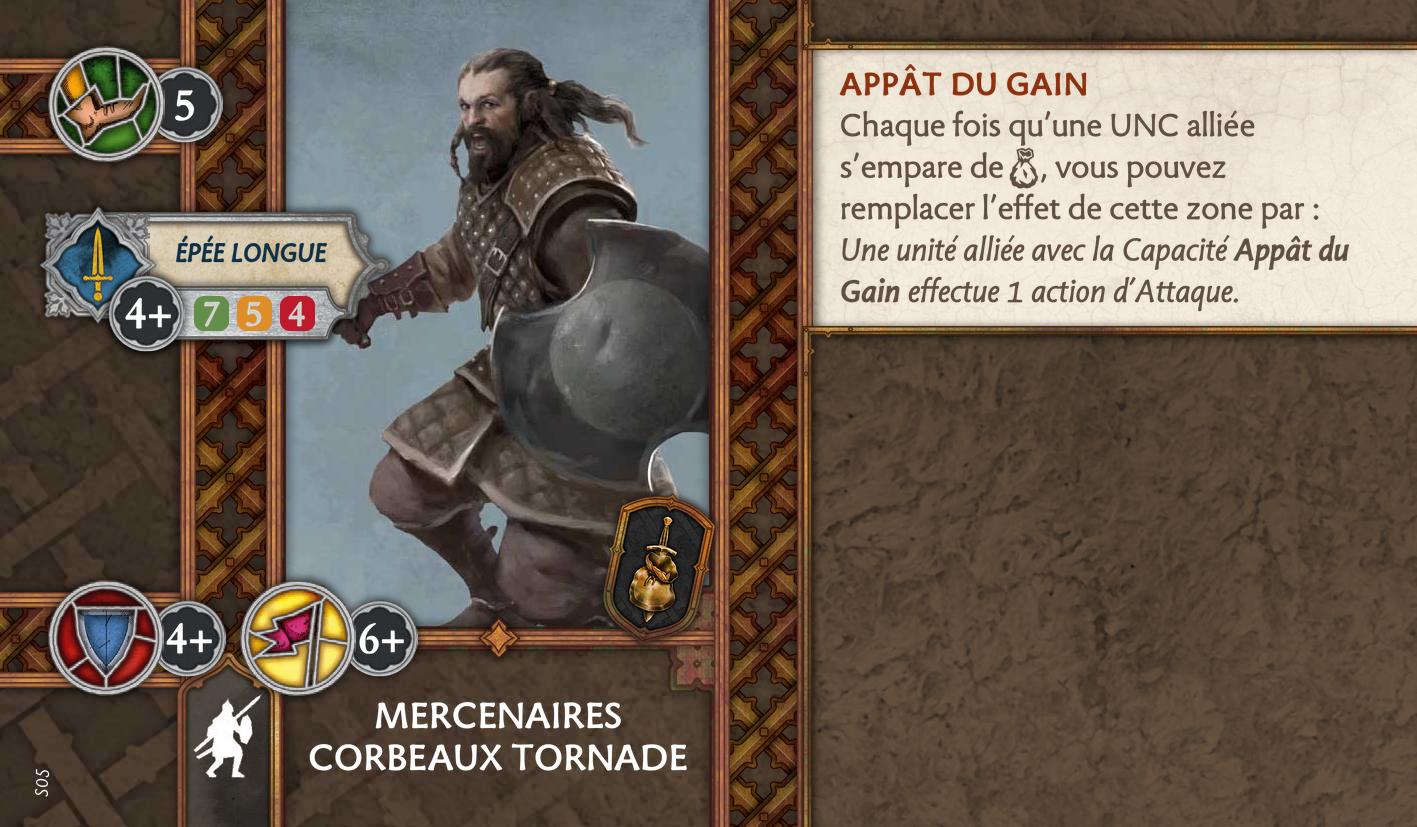 5
ÉPÉE LONGUE
4+ 7 5 4
4+ 6+
MERCENAIRES
CORBEAUX TORNADE
S05
APPÂT DU GAIN
Chaque fois qu’une UNC alliée
s’empare de , vous pouvez
remplacer l’effet de cette zone par :
Une unité alliée avec la Capacité Appât du
Gain effectue 1 action d’Attaque.